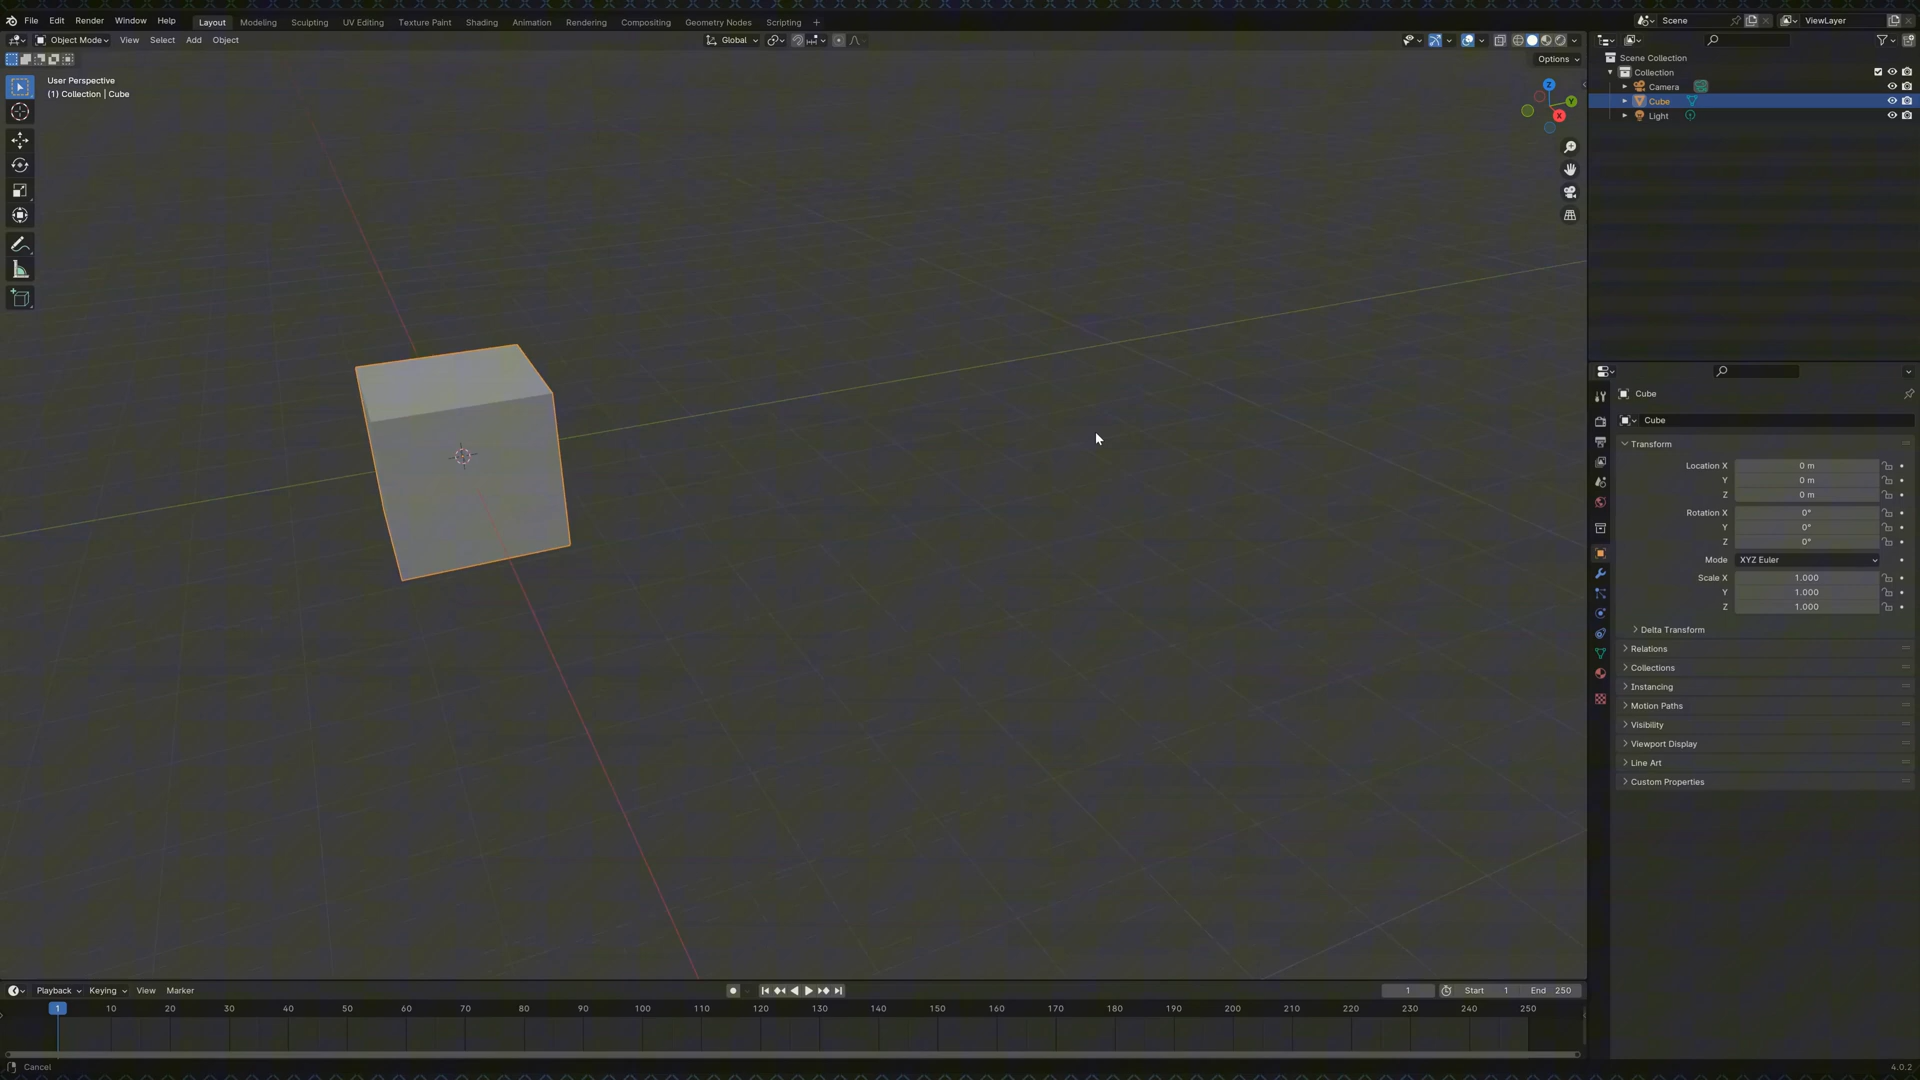 File Edit Render Window Help Layout Modeling Sculpting UV Editing Texture Paint Shading Animation Rendering Compositing Geometry Nodes Scripting + Scene ViewLayer
Object Mode View Select Add Object Global
Options
User Perspective
(1) Collection | Cube
Z
Y
X
Scene Collection
Collection
Camera
Cube
Light
Cube
Cube
Transform
Location X 0 m
Y 0 m
Z 0 m
Rotation X 0°
Y 0°
Z 0°
Mode XYZ Euler
Scale X 1.000
Y 1.000
Z 1.000
Delta Transform
Relations
Collections
Instancing
Motion Paths
Visibility
Viewport Display
Line Art
Custom Properties
Playback Keying View Marker 1 Start 1 End 250
1 10 20 30 40 50 60 70 80 90 100 110 120 130 140 150 160 170 180 190 200 210 220 230 240 250
Cancel 4.0.2